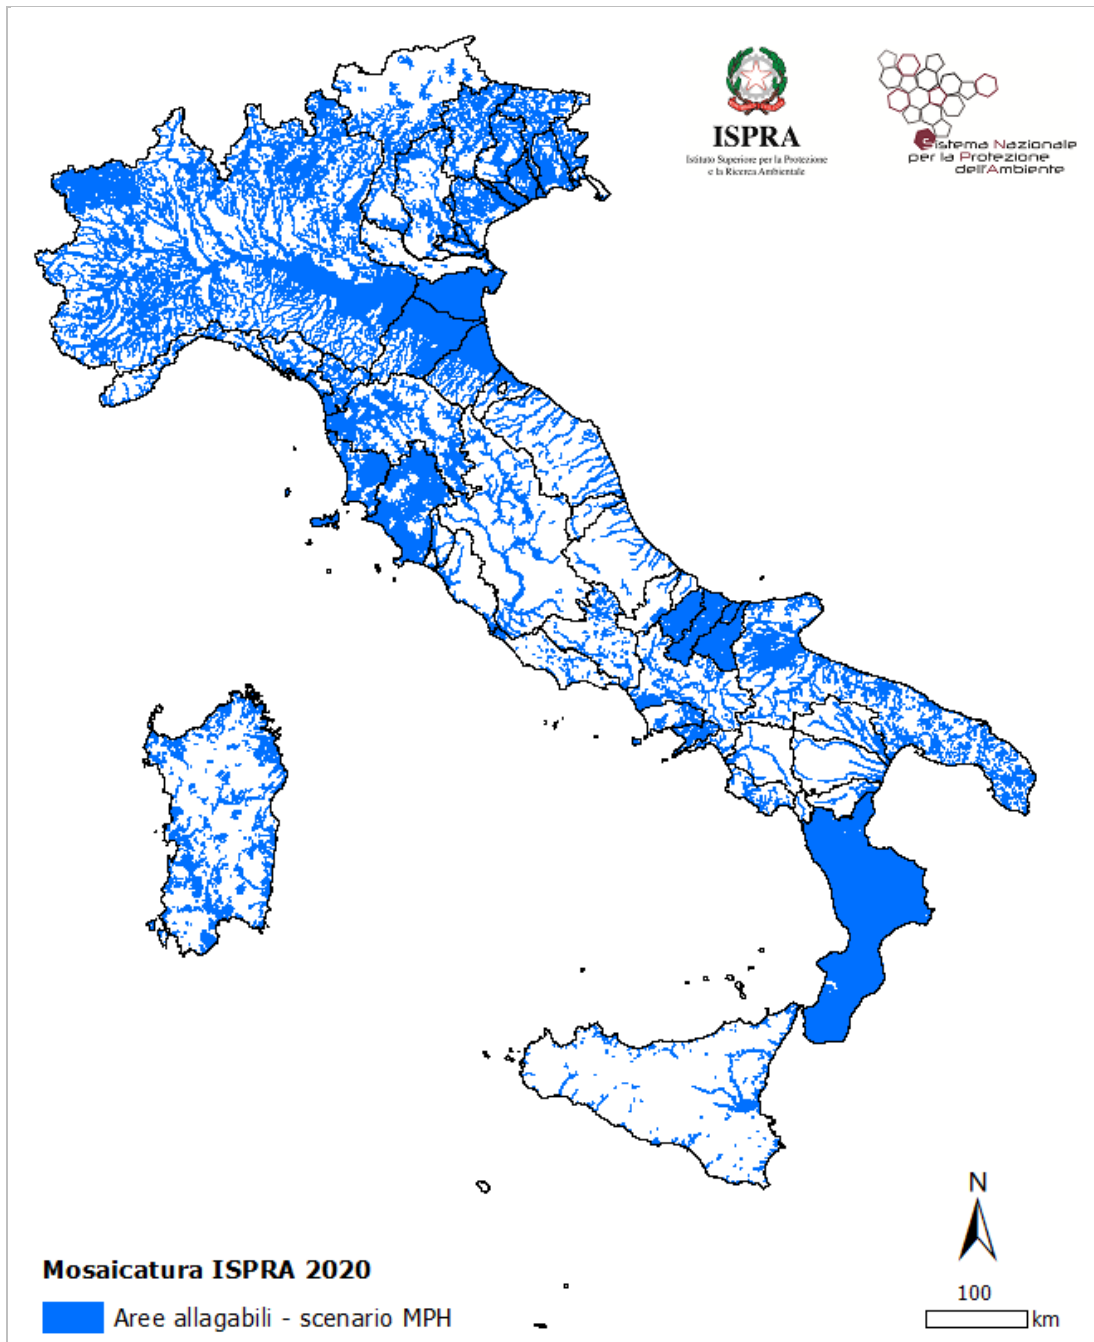 ISPRA
Istituto Superiore per la Protezione
e la Ricerca Ambientale
Sistema Nazionale
per la Protezione
dell'Ambiente
N
100
km
Mosaicatura ISPRA 2020
Aree allagabili - scenario MPH